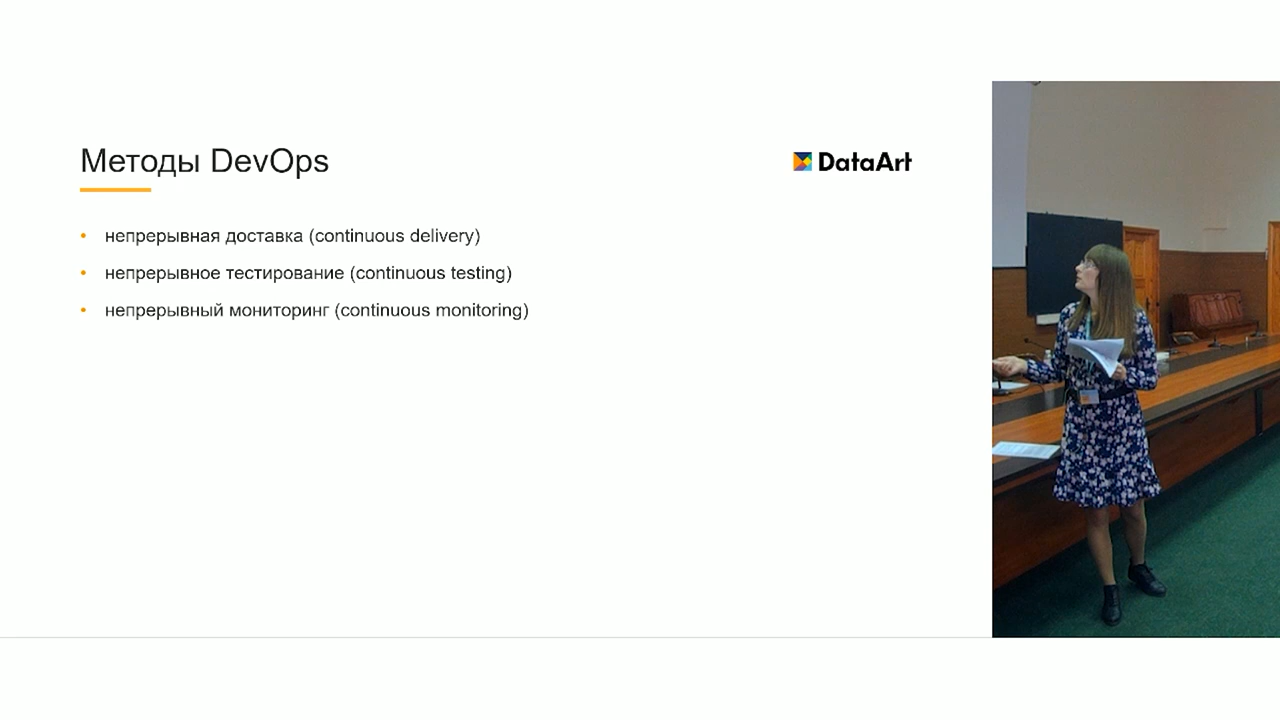 Методы DevOps
DataArt
непрерывная доставка (continuous delivery)
непрерывное тестирование (continuous testing)
непрерывный мониторинг (continuous monitoring)